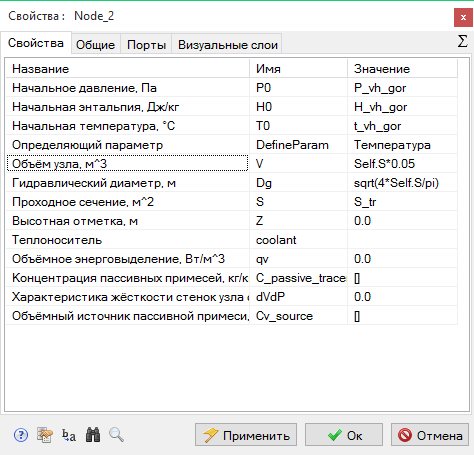 Свойства : Node_2
x
Свойства Общие Порты Визуальные слои Σ
Название Имя Значение
Начальное давление, Па P0 P_vh_gor
Начальная энтальпия, Дж/кг H0 H_vh_gor
Начальная температура, °C T0 t_vh_gor
Определяющий параметр DefineParam Температура
Объём узла, м^3 V Self.S*0.05
Гидравлический диаметр, м Dg sqrt(4*Self.S/pi)
Проходное сечение, м^2 S S_tr
Высотная отметка, м Z 0.0
Теплоноситель coolant
Объёмное энерговыделение, Вт/м^3 qv 0.0
Концентрация пассивных примесей, кг/к C_passive_tracer []
Характеристика жёсткости стенок узла dVdP 0.0
Объёмный источник пассивной примеси, Cv_source []
? ba Применить Ок Отмена